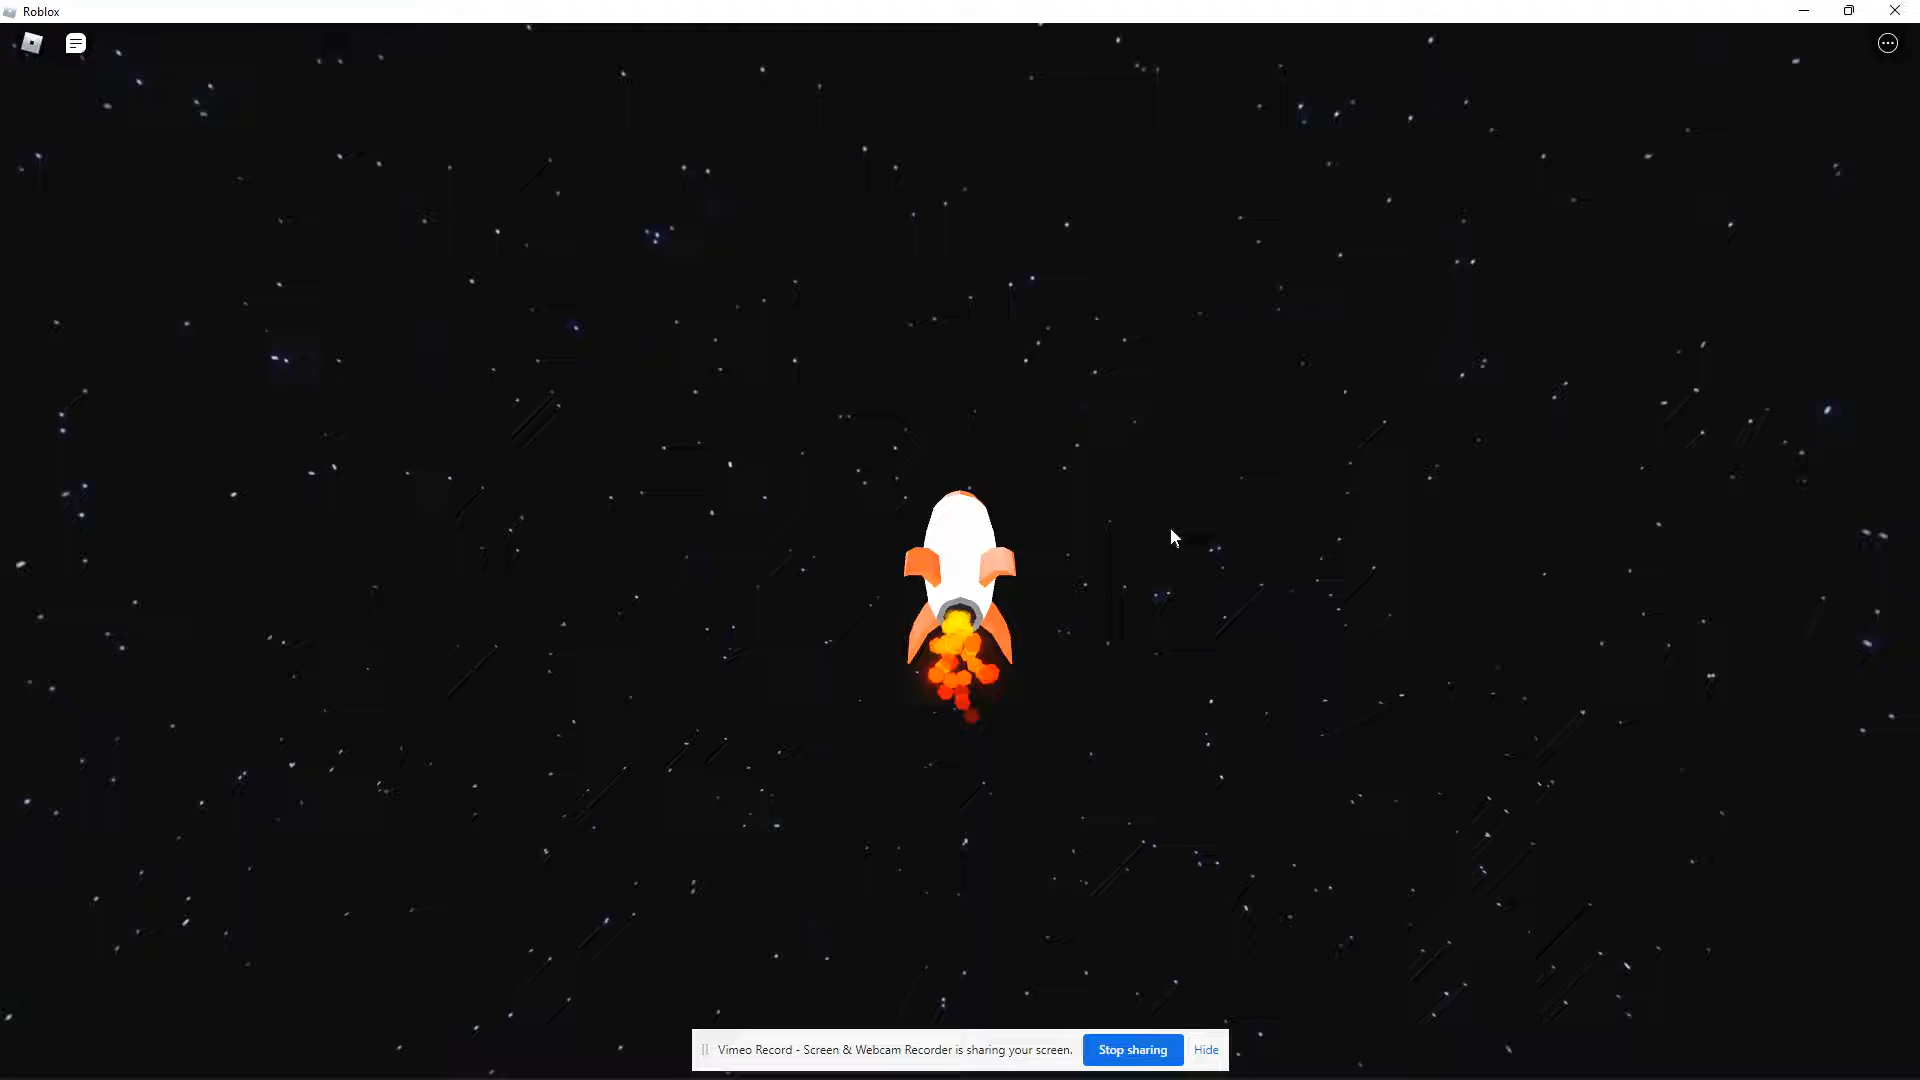 Roblox
Vimeo Record - Screen & Webcam Recorder is sharing your screen.
Stop sharing
Hide